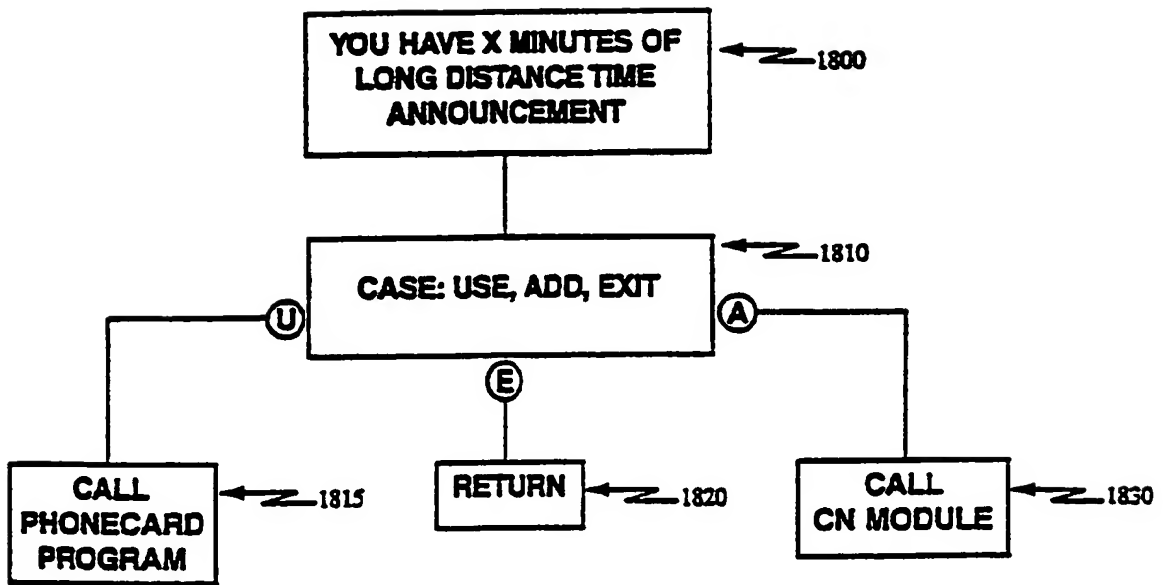 YOU HAVE X MINUTES OF
LONG DISTANCE TIME
ANNOUNCEMENT
1800
CASE: USE, ADD, EXIT
1810
U
A
E
CALL
PHONECARD
PROGRAM
1815
RETURN
1820
CALL
CN MODULE
1830